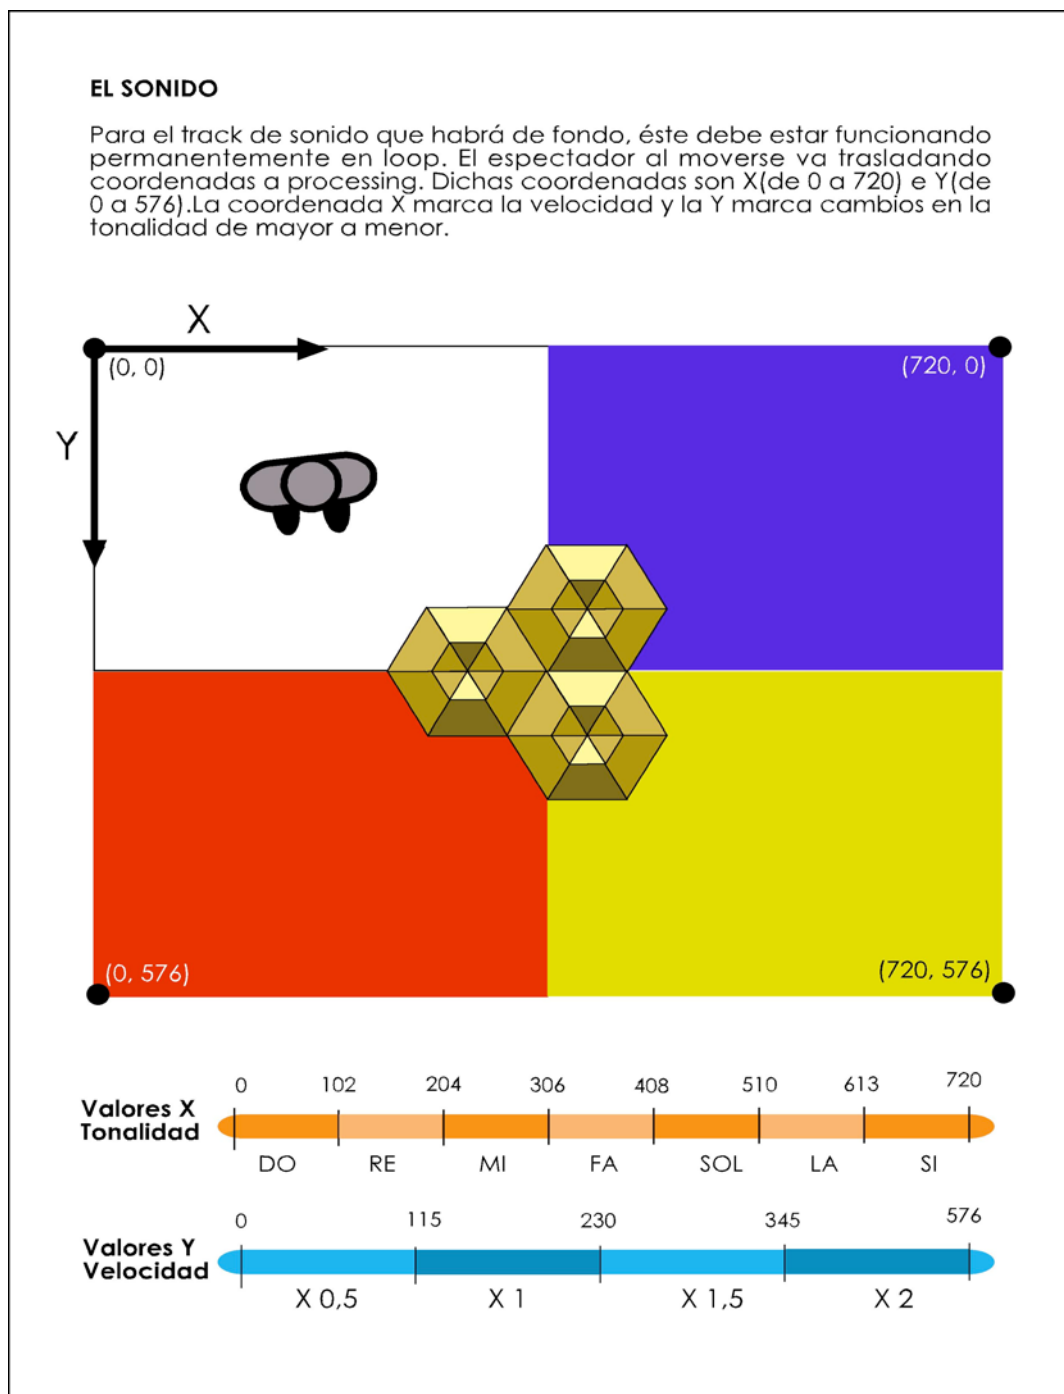 EL SONIDO
Para el track de sonido que habrá de fondo, éste debe estar funcionando
permanentemente en loop. El espectador al moverse va trasladando
coordenadas a processing. Dichas coordenadas son X(de 0 a 720) e Y(de
0 a 576).La coordenada X marca la velocidad y la Y marca cambios en la
tonalidad de mayor a menor.
X
(0, 0)
(720, 0)
Y
(0, 576)
(720, 576)
0 102 204 306 408 510 613 720
Valores X
Tonalidad
DO RE MI FA SOL LA SI
0 115 230 345 576
Valores Y
Velocidad
X 0,5 X 1 X 1,5 X 2